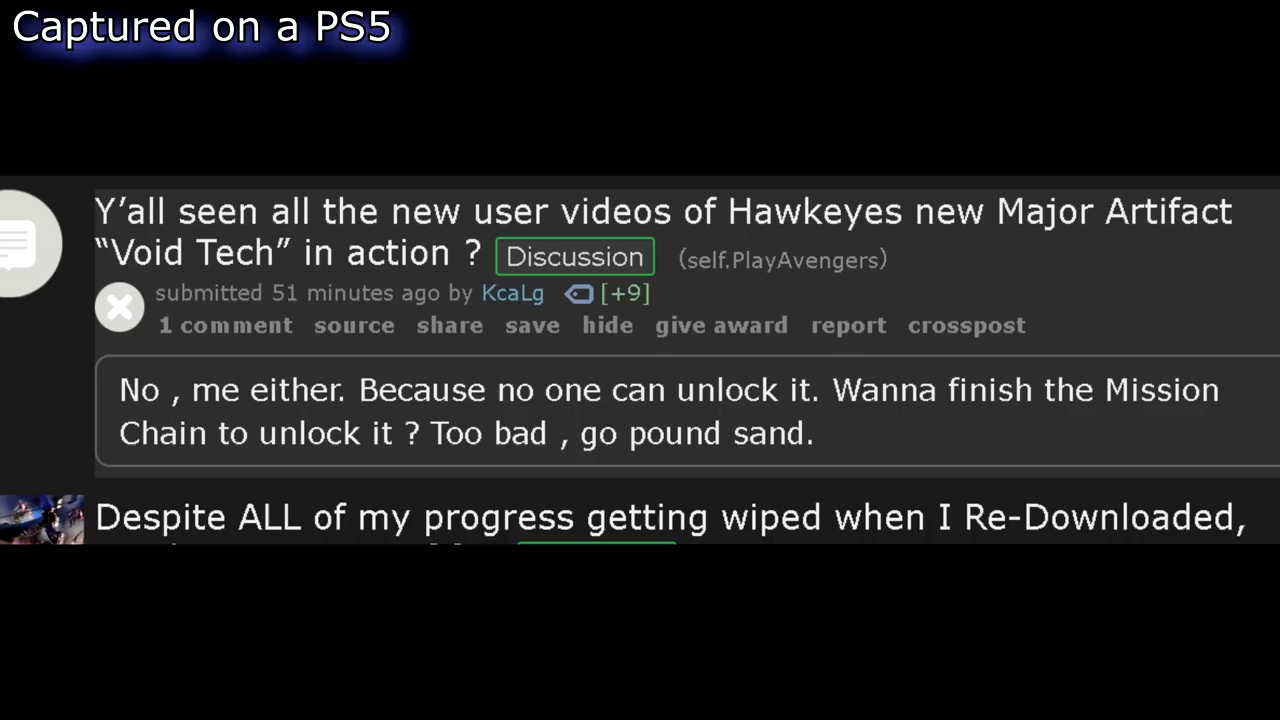 Captured on a PS5
Y’all seen all the new user videos of Hawkeyes new Major Artifact
“Void Tech” in action ? Discussion (self.PlayAvengers)
submitted 51 minutes ago by KcaLg [+9]
1 comment source share save hide give award report crosspost
No , me either. Because no one can unlock it. Wanna finish the Mission
Chain to unlock it ? Too bad , go pound sand.
Despite ALL of my progress getting wiped when I Re-Downloaded,